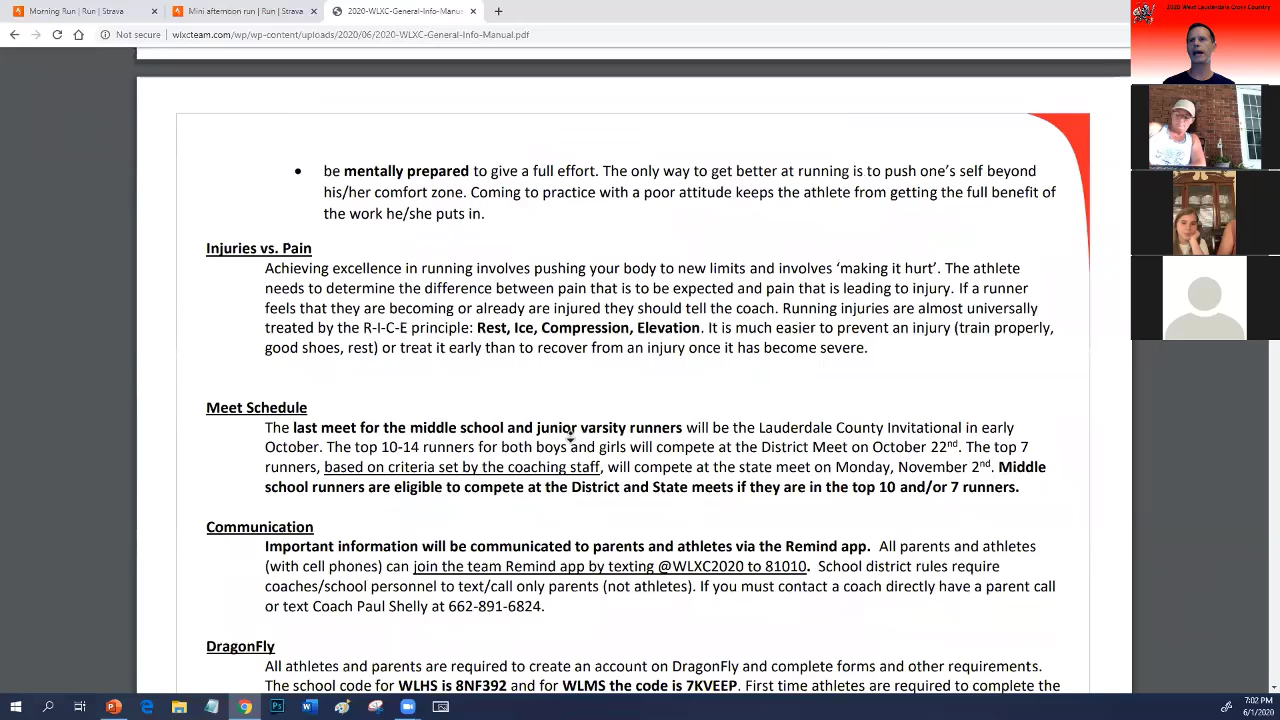 Morning Run | Run | Strava
Mini afternoon run | Run | Strava
2020-WLXC-General-Info-Manual
Not secure
wlxcteam.com/wp/wp-content/uploads/2020/06/2020-WLXC-General-Info-Manual.pdf
2020 West Lauderdale Cross Country
• be mentally prepared to give a full effort. The only way to get better at running is to push one's self beyond
his/her comfort zone. Coming to practice with a poor attitude keeps the athlete from getting the full benefit of
the work he/she puts in.
Injuries vs. Pain
Achieving excellence in running involves pushing your body to new limits and involves ‘making it hurt’. The athlete
needs to determine the difference between pain that is to be expected and pain that is leading to injury. If a runner
feels that they are becoming or already are injured they should tell the coach. Running injuries are almost universally
treated by the R-I-C-E principle: Rest, Ice, Compression, Elevation. It is much easier to prevent an injury (train properly,
good shoes, rest) or treat it early than to recover from an injury once it has become severe.
Meet Schedule
The last meet for the middle school and junior varsity runners will be the Lauderdale County Invitational in early
October. The top 10-14 runners for both boys and girls will compete at the District Meet on October 22nd. The top 7
runners, based on criteria set by the coaching staff, will compete at the state meet on Monday, November 2nd. Middle
school runners are eligible to compete at the District and State meets if they are in the top 10 and/or 7 runners.
Communication
Important information will be communicated to parents and athletes via the Remind app. All parents and athletes
(with cell phones) can join the team Remind app by texting @WLXC2020 to 81010. School district rules require
coaches/school personnel to text/call only parents (not athletes). If you must contact a coach directly have a parent call
or text Coach Paul Shelly at 662-891-6824.
DragonFly
All athletes and parents are required to create an account on DragonFly and complete forms and other requirements.
The school code for WLHS is 8NF392 and for WLMS the code is 7KVEEP. First time athletes are required to complete the
7:02 PM
6/1/2020